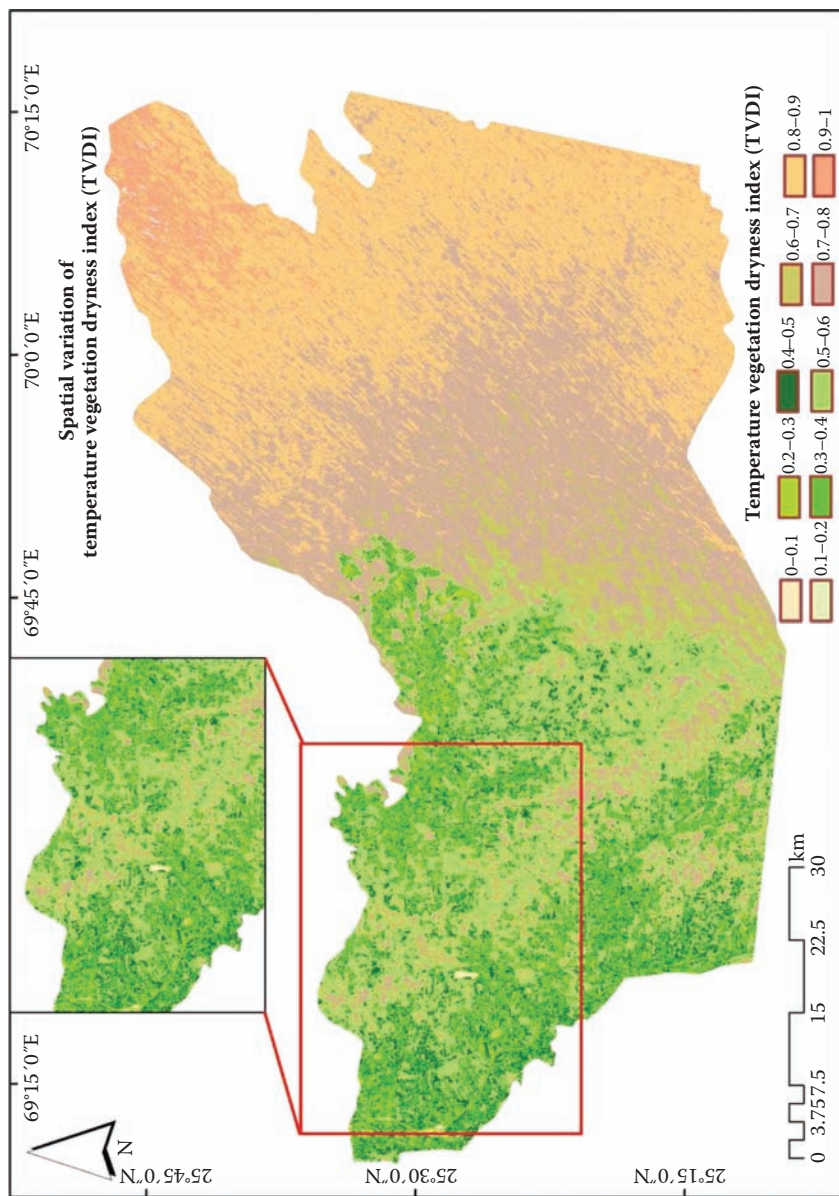 Spatial variation of
temperature vegetation dryness index (TVDI)
69°15′0″E
69°45′0″E
70°0′0″E
70°15′0″E
N
25°45′0″N
25°30′0″N
25°15′0″N
0 3.75 7.5 15 22.5 30
km
Temperature vegetation dryness index (TVDI)
0–0.1 0.2–0.3 0.4–0.5 0.6–0.7 0.8–0.9
0.1–0.2 0.3–0.4 0.5–0.6 0.7–0.8 0.9–1